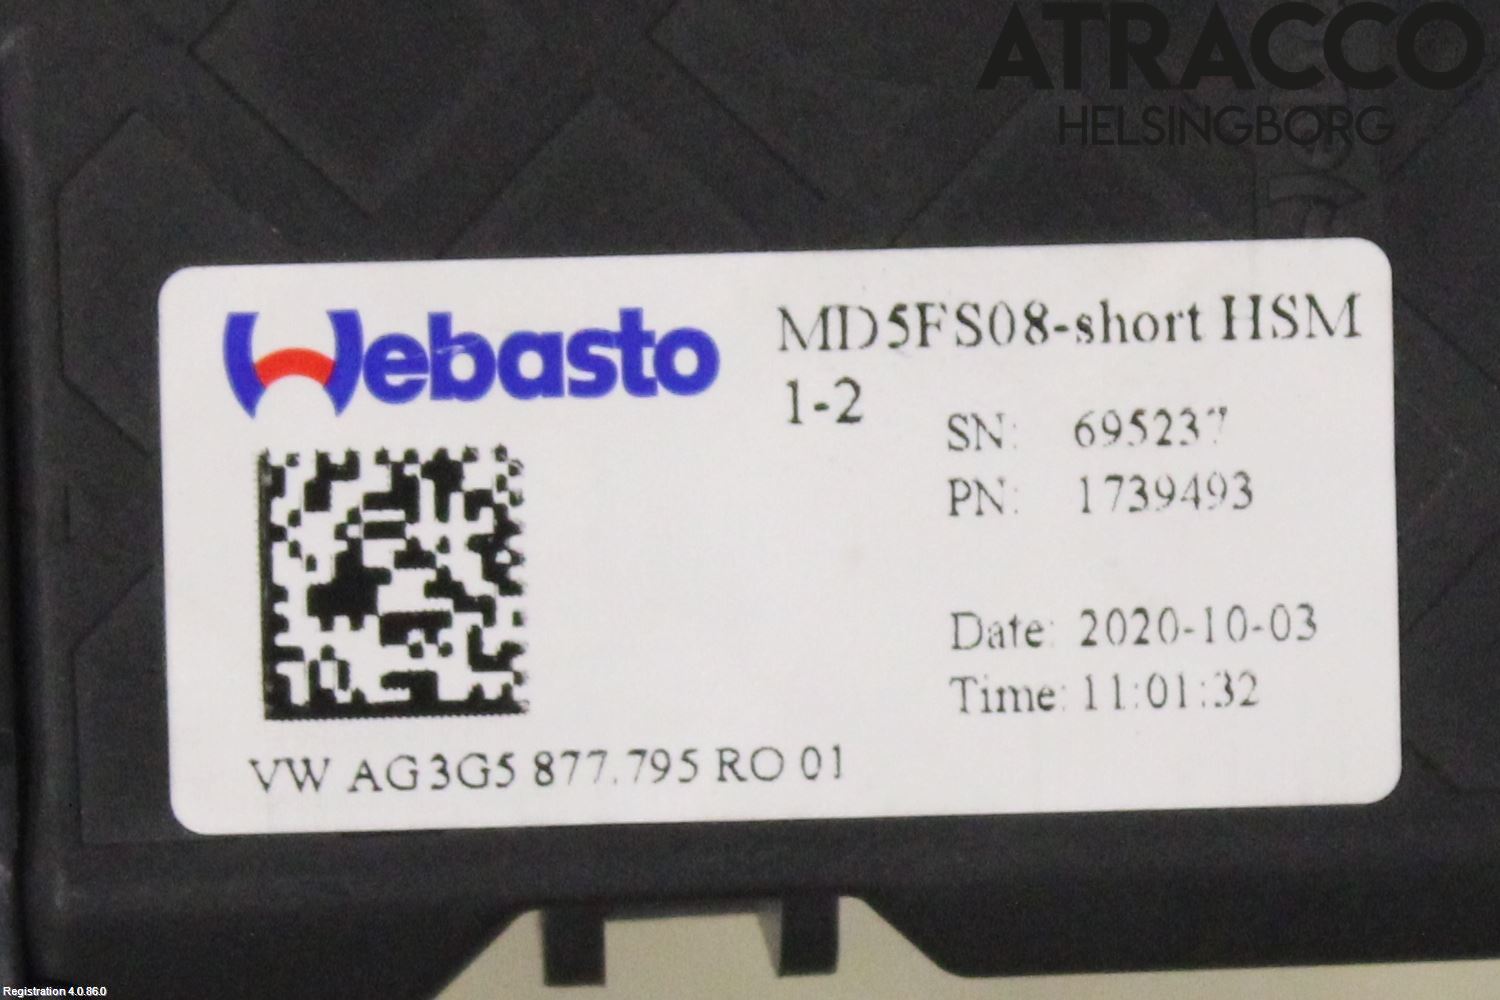 ATRACCO
HELSINGBORG
Webasto
MD5FS08-short HSM
1-2
SN: 695237
PN: 1739493
Date: 2020-10-03
Time: 11:01:32
VW AG 3G5 877.795 RO 01
Registration 4.0.86.0